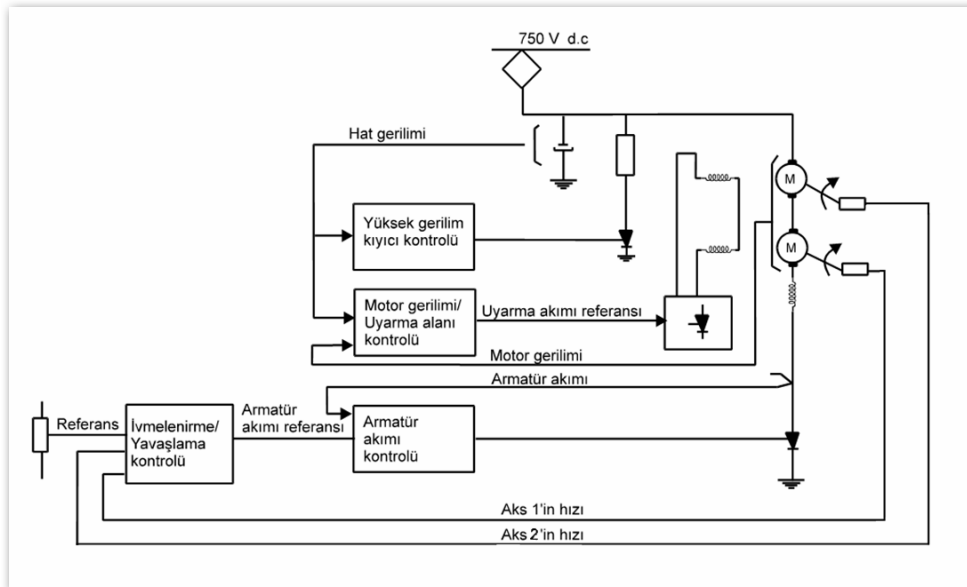 750 V d.c
Hat gerilimi
M
Yüksek gerilim
kıyıcı kontrolü
M
Motor gerilimi/
Uyarma alanı
kontrolü
Uyarma akımı referansı
Motor gerilimi
Armatür akımı
Referans
İvmelenirme/
Yavaşlama
kontrolü
Armatür
akımı referansı
Armatür
akımı
kontrolü
Aks 1'in hızı
Aks 2'in hızı